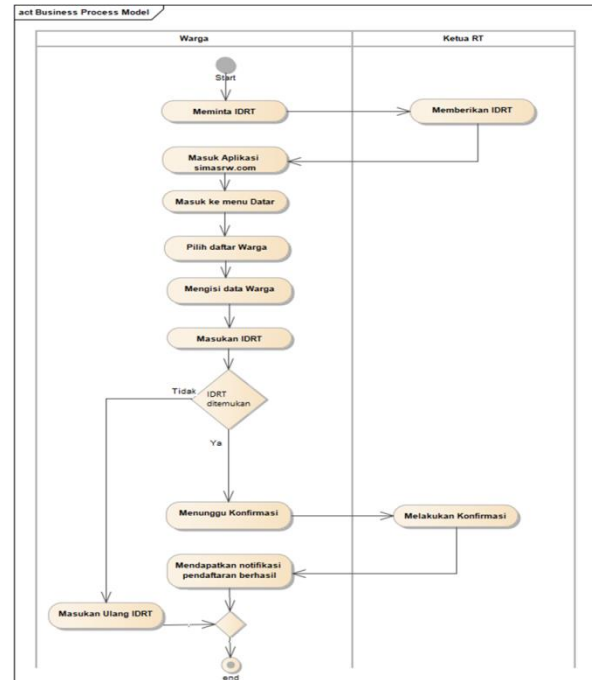 act Business Process Model
Warga
Ketua RT
Start
Meminta IDRT
Memberikan IDRT
Masuk Aplikasi
simasrw.com
Masuk ke menu Datar
Pilih daftar Warga
Mengisi data Warga
Masukan IDRT
Tidak
IDRT
ditemukan
Ya
Menunggu Konfirmasi
Melakukan Konfirmasi
Mendapatkan notifikasi
pendaftaran berhasil
Masukan Ulang IDRT
end